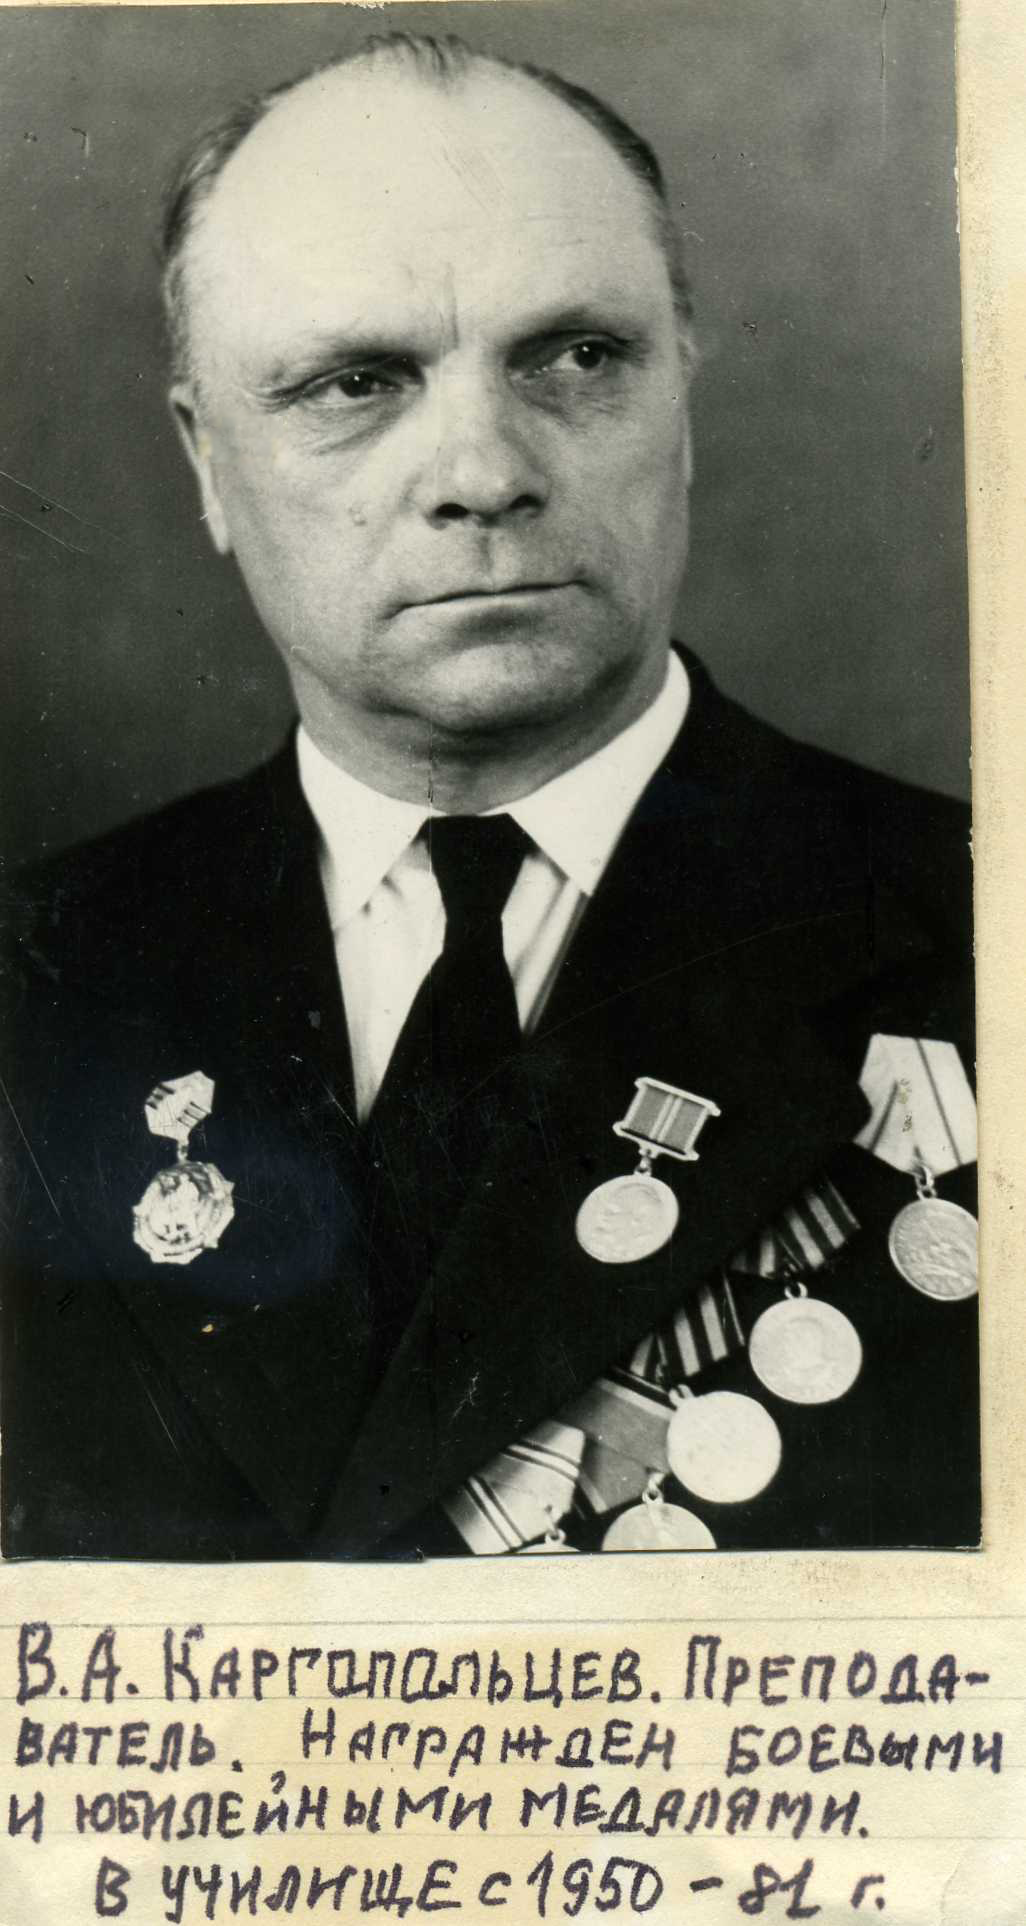 В.А. Каргапольцев. Препода-
ватель. Награжден боевыми
и юбилейными медалями.
в училище с 1950 - 81 г.